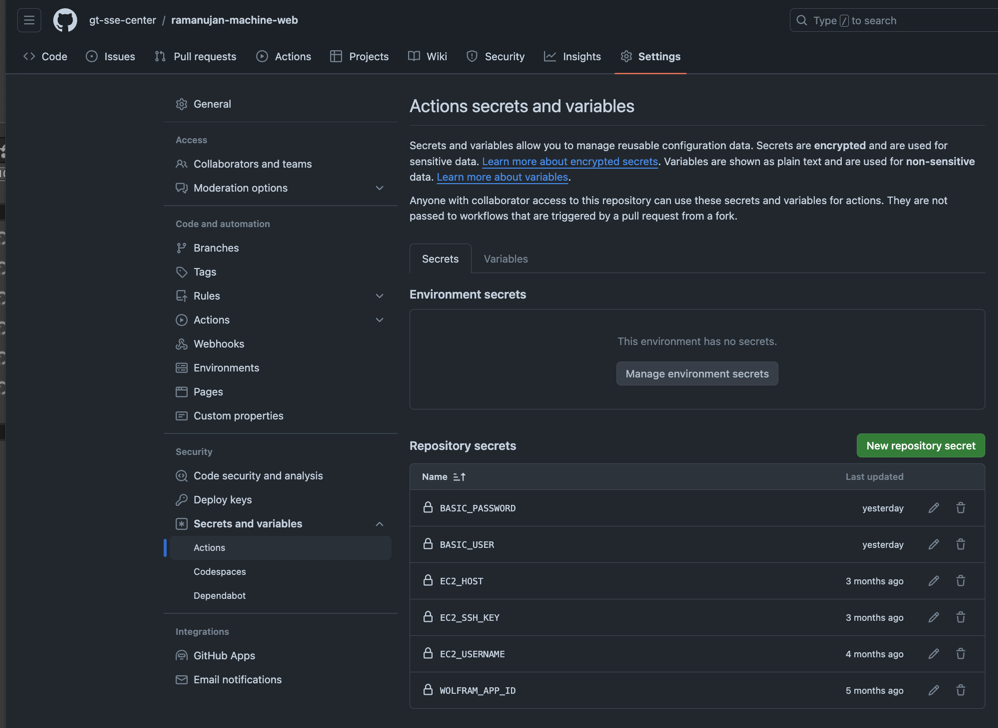 gt-sse-center / ramanujan-machine-web
Type / to search
Code Issues Pull requests Actions Projects Wiki Security Insights Settings
General
Access
Collaborators and teams
Moderation options
Code and automation
Branches
Tags
Rules
Actions
Webhooks
Environments
Pages
Custom properties
Security
Code security and analysis
Deploy keys
Secrets and variables
Actions
Codespaces
Dependabot
Integrations
GitHub Apps
Email notifications
Actions secrets and variables
Secrets and variables allow you to manage reusable configuration data. Secrets are encrypted and are used for
sensitive data. Learn more about encrypted secrets. Variables are shown as plain text and are used for non-sensitive
data. Learn more about variables.
Anyone with collaborator access to this repository can use these secrets and variables for actions. They are not
passed to workflows that are triggered by a pull request from a fork.
Secrets Variables
Environment secrets
This environment has no secrets.
Manage environment secrets
Repository secrets New repository secret
Name Last updated
BASIC_PASSWORD yesterday
BASIC_USER yesterday
EC2_HOST 3 months ago
EC2_SSH_KEY 3 months ago
EC2_USERNAME 4 months ago
WOLFRAM_APP_ID 5 months ago